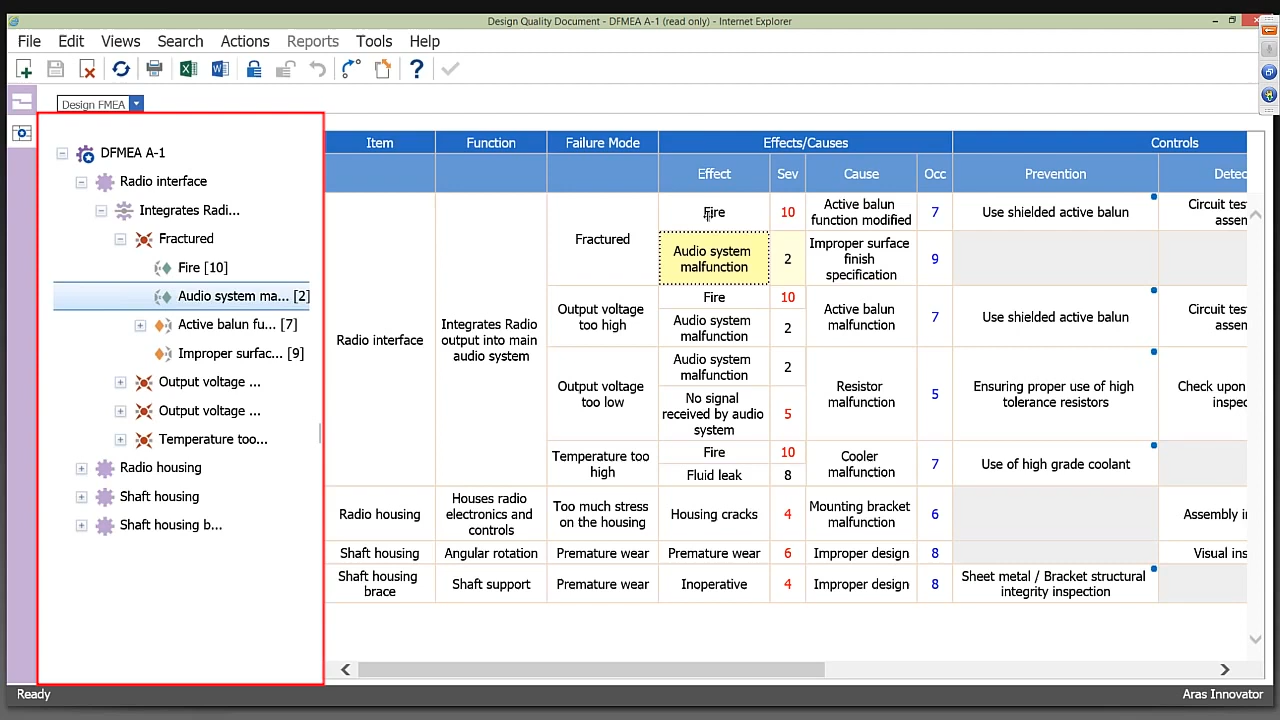 Design Quality Document - DFMEA A-1 (read only) - Internet Explorer
File Edit Views Search Actions Reports Tools Help
Design FMEA
DFMEA A-1
Radio interface
Integrates Radi...
Fractured
Fire [10]
Audio system ma... [2]
Active balun fu... [7]
Improper surfac... [9]
Output voltage ...
Output voltage ...
Temperature too...
Radio housing
Shaft housing
Shaft housing b...
Item Function Failure Mode Effects/Causes Controls
Effect Sev Cause Occ Prevention Detec
Radio interface
Integrates Radio
output into main
audio system
Fractured
Fire 10
Active balun
function modified
7 Use shielded active balun
Circuit test
assem
Audio system
malfunction
2
Improper surface
finish
specification
9
Output voltage
too high
Fire 10
Audio system
malfunction
2
Active balun
malfunction
7 Use shielded active balun
Circuit test
assem
Output voltage
too low
Audio system
malfunction
2
No signal
received by audio
system
5
Resistor
malfunction
5
Ensuring proper use of high
tolerance resistors
Check upon
inspec
Temperature too
high
Fire 10
Fluid leak 8
Cooler
malfunction
7 Use of high grade coolant
Radio housing
Houses radio
electronics and
controls
Too much stress
on the housing
Housing cracks 4
Mounting bracket
malfunction
6
Assembly in
Shaft housing Angular rotation Premature wear Premature wear 6 Improper design 8 Visual ins
Shaft housing
brace
Shaft support Premature wear Inoperative 4 Improper design 8
Sheet metal / Bracket structural
integrity inspection
Ready
Aras Innovator